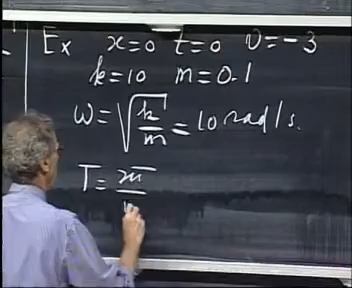 Ex x=0 t=0 v=-3
k=10 m=0.1
ω=√(k/m)=10 rad/s.
T=2π/